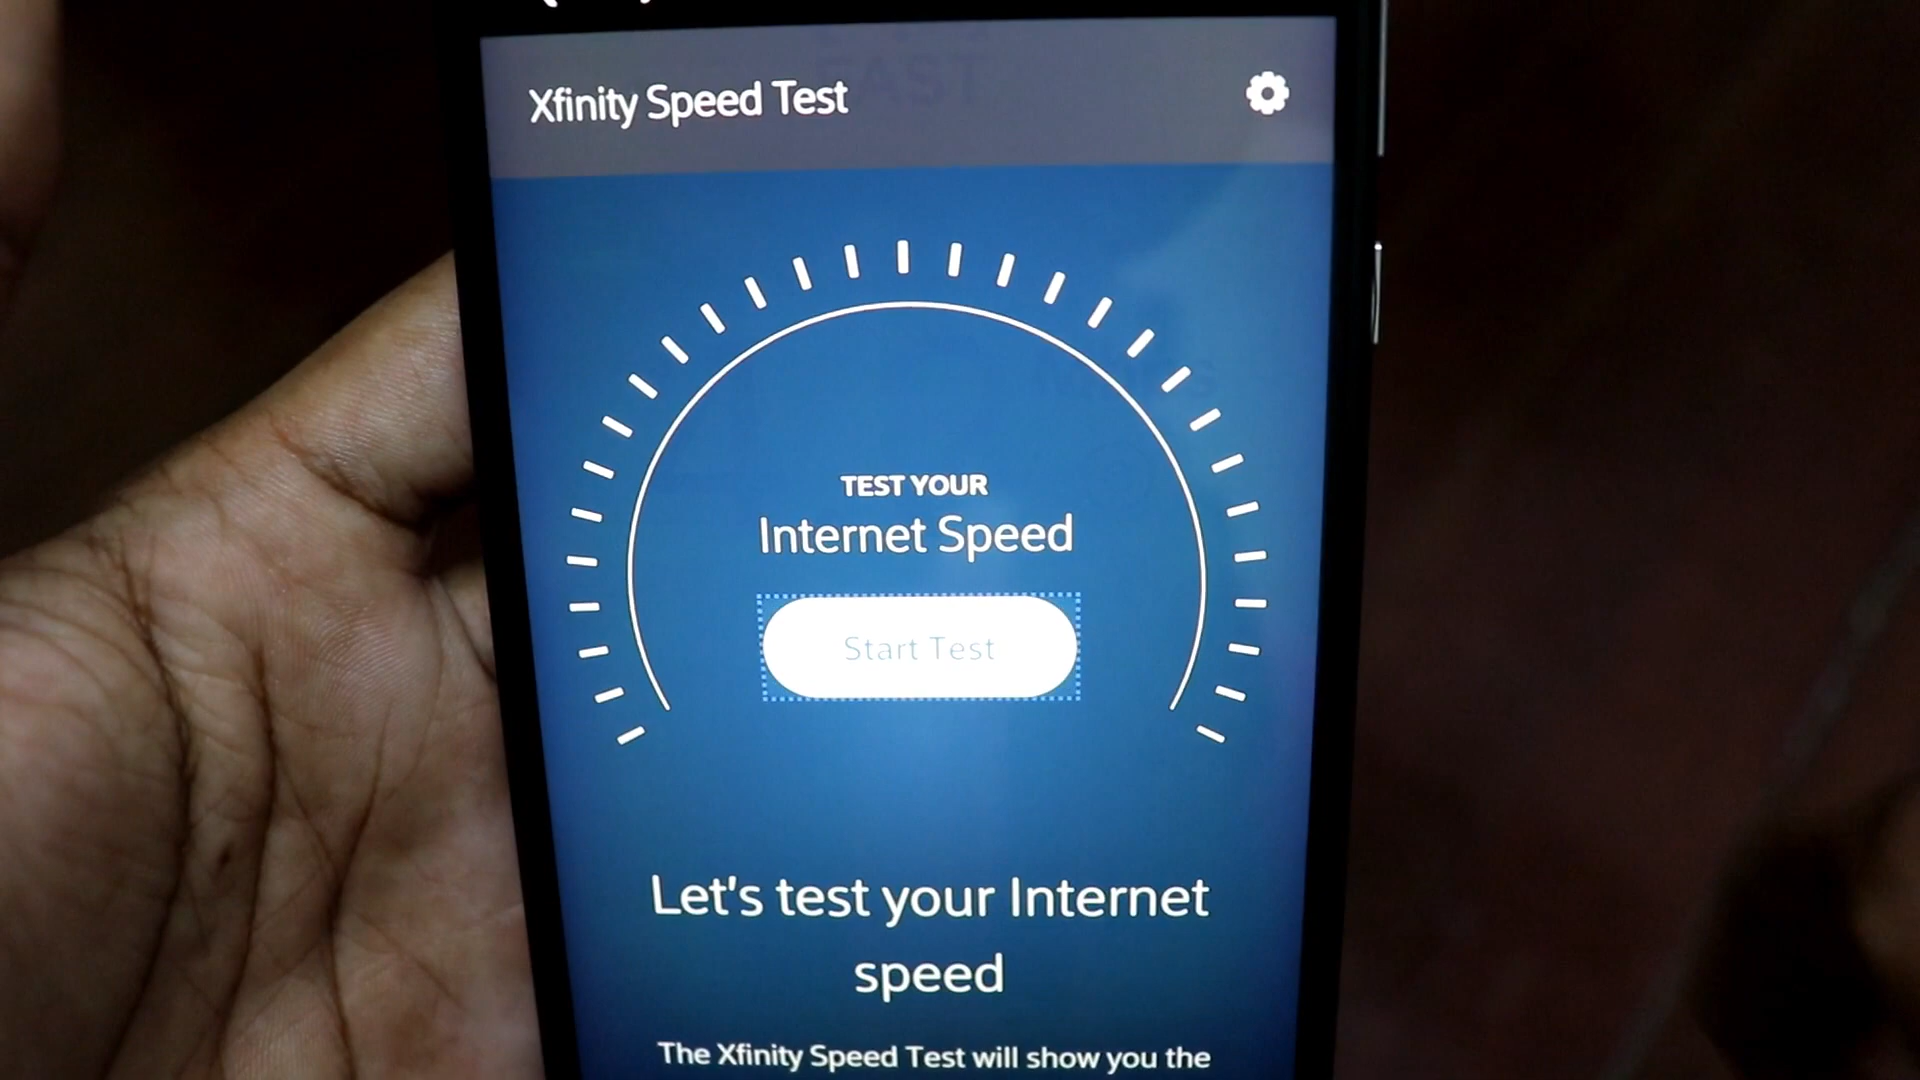 Xfinity Speed Test
TEST YOUR
Internet Speed
Start Test
Let's test your Internet
speed
The Xfinity Speed Test will show you the